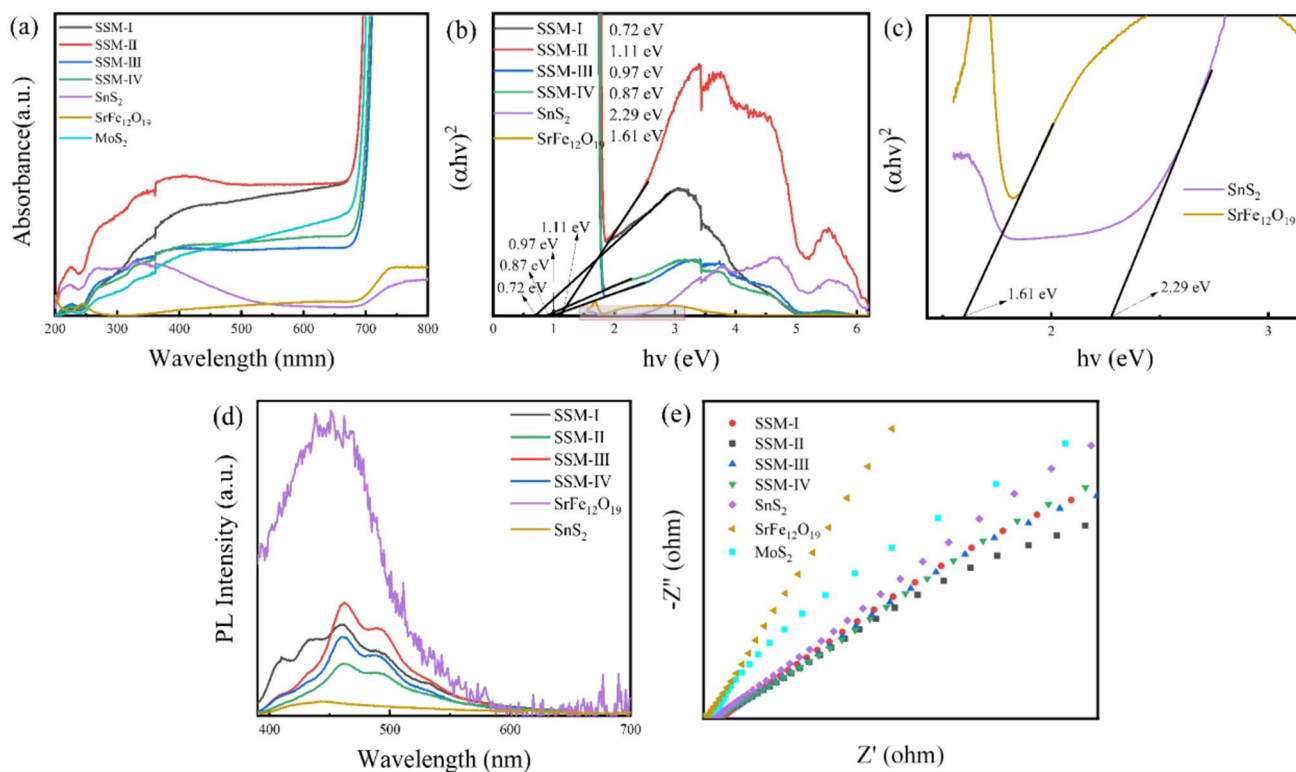 (a)
SSM-I
SSM-II
SSM-III
SSM-IV
SnS₂
SrFe₁₂O₁₉
MoS₂
Absorbance(a.u.)
200 300 400 500 600 700 800
Wavelength (nmn)
(b)
SSM-I 0.72 eV
SSM-II 1.11 eV
SSM-III 0.97 eV
SSM-IV 0.87 eV
SnS₂ 2.29 eV
SrFe₁₂O₁₉ 1.61 eV
(αhv)²
1.11 eV
0.97 eV
0.87 eV
0.72 eV
0 1 2 3 4 5 6
hv (eV)
(c)
(αhv)²
SnS₂
SrFe₁₂O₁₉
1.61 eV
2.29 eV
2 3
hv (eV)
(d)
SSM-I
SSM-II
SSM-III
SSM-IV
SrFe₁₂O₁₉
SnS₂
PL Intensity (a.u.)
400 500 600 700
Wavelength (nm)
(e)
SSM-I
SSM-II
SSM-III
SSM-IV
SnS₂
SrFe₁₂O₁₉
MoS₂
-Z'' (ohm)
Z' (ohm)